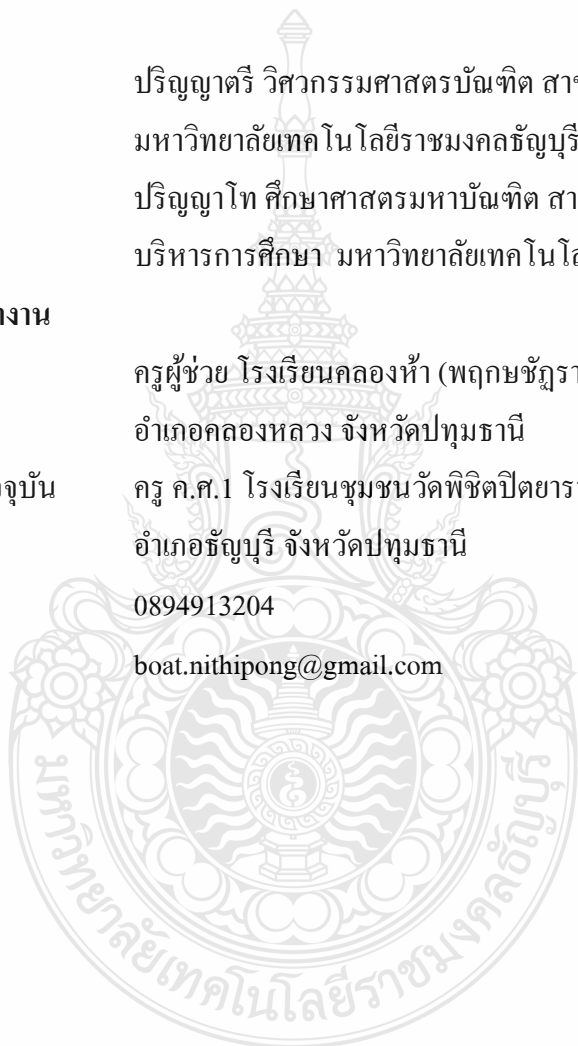 ปริญญาตรี วิศวกรรมศาสตรบัณฑิต
มหาวิทยาลัยเทคโนโลยีราชมงคลธัญบุรี
ปริญญาโท ศึกษาศาสตรมหาบัณฑิต
บริหารการศึกษา มหาวิทยาลัยเทคโนโล
ครูผู้ช่วย โรงเรียนคลองห้า (พฤกษชัฏรา
อำเภอคลองหลวง จังหวัดปทุมธานี
ครู ค.ศ.1 โรงเรียนชุมชนวัดพิชิตปิตยารา
อำเภอธัญบุรี จังหวัดปทุมธานี
0894913204
boat.nithipong@gmail.com
มหาวิทยาลัยเทคโนโลยีราชมงคลธัญบุรี